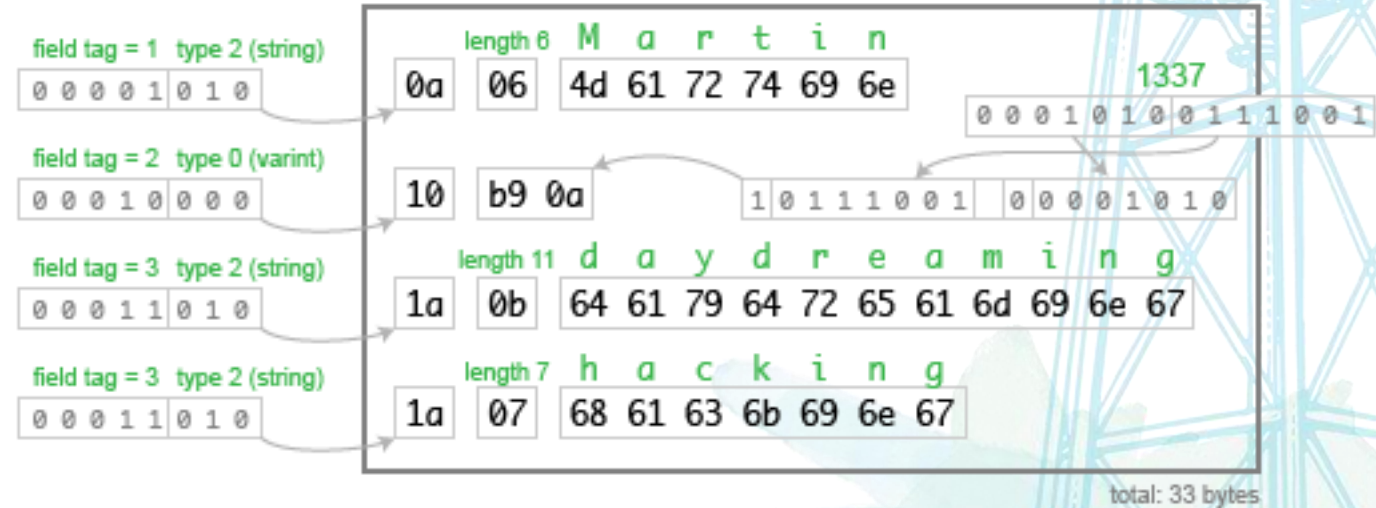 length 6 M a r t i n
field tag = 1 type 2 (string)
0 0 0 0 1 0 1 0
0a 06 4d 61 72 74 69 6e
1337
0 0 0 1 0 1 0 0 1 1 1 0 0 1
field tag = 2 type 0 (varint)
0 0 0 1 0 0 0 0
10 b9 0a
1 0 1 1 1 0 0 1 0 0 0 0 1 0 1 0
length 11 d a y d r e a m i n g
field tag = 3 type 2 (string)
0 0 0 1 1 0 1 0
1a 0b 64 61 79 64 72 65 61 6d 69 6e 67
length 7 h a c k i n g
field tag = 3 type 2 (string)
0 0 0 1 1 0 1 0
1a 07 68 61 63 6b 69 6e 67
total: 33 bytes